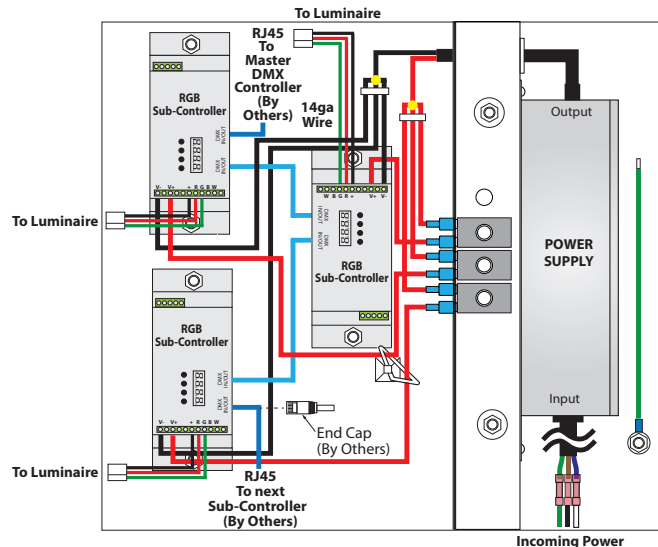 To Luminaire
RJ45
To
Master
DMX
Controller
(By
Others)
14ga
Wire
RGB
Sub-Controller
8888
DMX
IN/OUT
DMX
IN/OUT
V- V+ + R G B W
To Luminaire
W B G R + V+ V-
DMX
IN/OUT
DMX
IN/OUT
8888
RGB
Sub-Controller
Output
POWER
SUPPLY
Input
RGB
Sub-Controller
8888
DMX
IN/OUT
DMX
IN/OUT
V- V+ + R G B W
To Luminaire
End Cap
(By Others)
RJ45
To next
Sub-Controller
(By Others)
Incoming Power